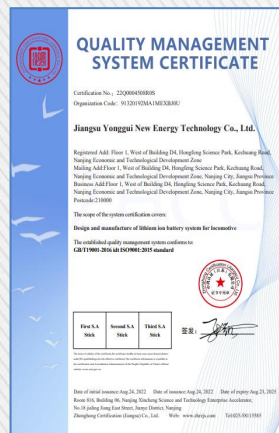 QUALITY MANAGEMENT
SYSTEM CERTIFICATE
Certification No.: 22Q0004508R0S
Organization Code: 91320192MA1MEXBJ0U
Jiangsu Yonggui New Energy Technology Co., Ltd.
Registered Add: Floor 1, West of Building D4, Hongfeng Science Park, Kechuang Road,
Nanjing Economic and Technological Development Zone
Mailing Add:Floor 1, West of Building D4, Hongfeng Science Park, Kechuang Road,
Nanjing Economic and Technological Development Zone, Nanjing City, Jiangsu Province
Business Add:Floor 1, West of Building D4, Hongfeng Science Park, Kechuang Road,
Nanjing Economic and Technological Development Zone, Nanjing City, Jiangsu Province
Postcode:210000
The scope of the system certification covers:
Design and manufacture of lithium ion battery system for locomotive
The established quality management system conforms to:
GB/T19001-2016 idt ISO9001:2015 standard
First S.A Second S.A Third S.A
Stick Stick Stick
签发:
Date of initial issuance:Aug.24, 2022 Date of issuance:Aug.24, 2022 Date of expiry:Aug.23, 2025
Room 816, Building 06, Nanjing Xincheng Science and Technology Enterprise Accelerator,
No.18 jialing Jiang East Street, Jianye District, Nanjing
Zhenghong Certification (Jiangsu) Co., Ltd.